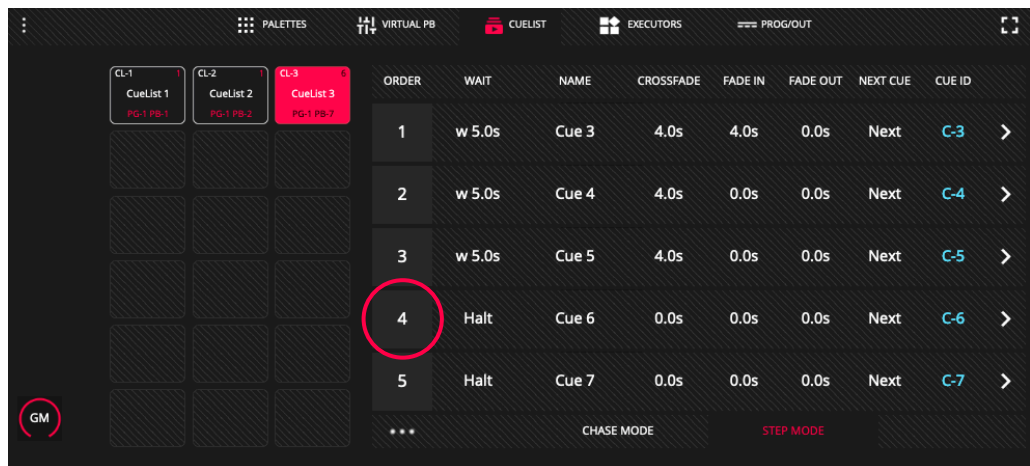 PALETTES VIRTUAL PB CUELIST EXECUTORS PROG/OUT
CL-1 1 CL-2 1 CL-3 6
CueList 1 CueList 2 CueList 3
PG-1 PB-1 PG-1 PB-2 PG-1 PB-7
ORDER WAIT NAME CROSSFADE FADE IN FADE OUT NEXT CUE CUE ID
1 w 5.0s Cue 3 4.0s 4.0s 0.0s Next C-3
2 w 5.0s Cue 4 4.0s 0.0s 0.0s Next C-4
3 w 5.0s Cue 5 4.0s 0.0s 0.0s Next C-5
4 Halt Cue 6 0.0s 0.0s 0.0s Next C-6
5 Halt Cue 7 0.0s 0.0s 0.0s Next C-7
GM
CHASE MODE STEP MODE